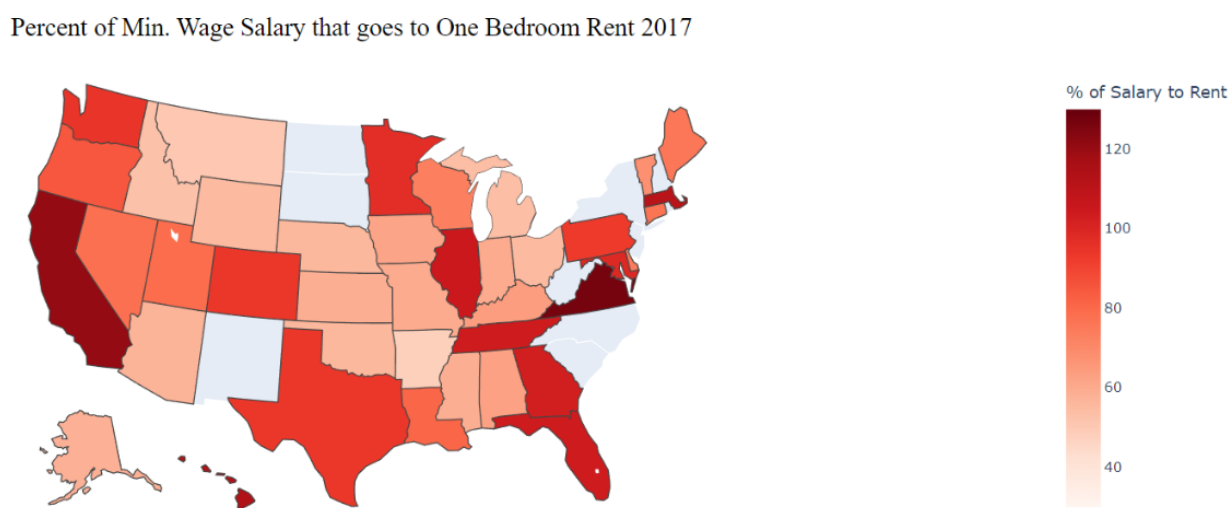 Percent of Min. Wage Salary that goes to One Bedroom Rent 2017
% of Salary to Rent
120
100
80
60
40